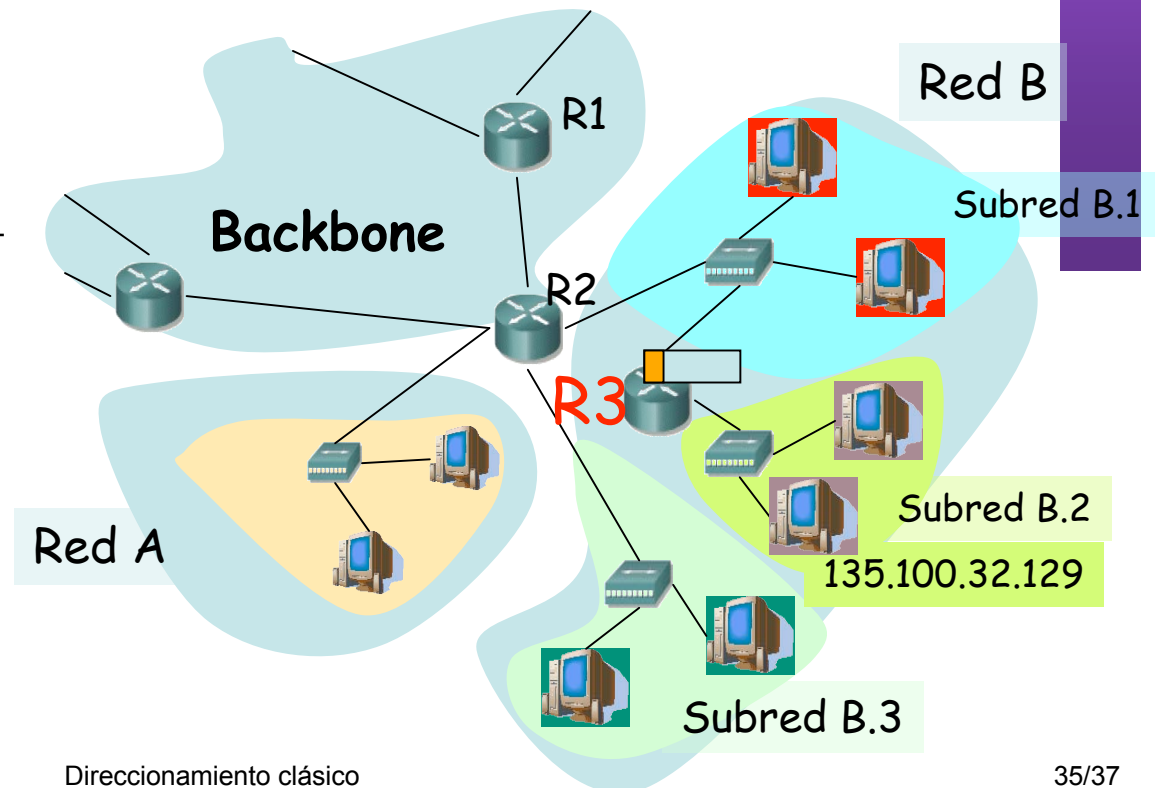 R1
Red B
Subred B.1
Backbone
R2
R3
Subred B.2
Red A
135.100.32.129
Subred B.3
Direccionamiento clásico
35/37